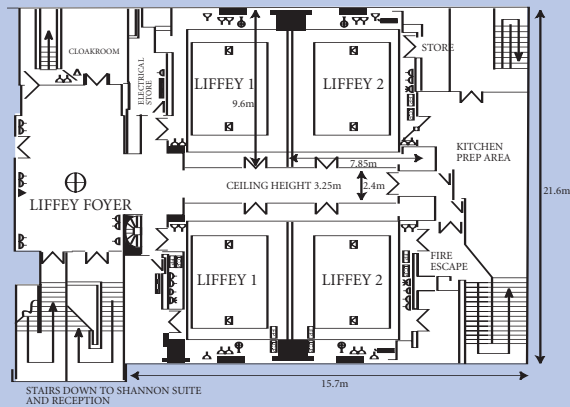 CLOAKROOM
ELECTRICAL
STORE
STORE
LIFFEY 1
9.6m
LIFFEY 2
KITCHEN
PREP AREA
7.85m
CEILING HEIGHT 3.25m
2.4m
21.6m
LIFFEY FOYER
LIFFEY 1
LIFFEY 2
FIRE
ESCAPE
15.7m
STAIRS DOWN TO SHANNON SUITE
AND RECEPTION